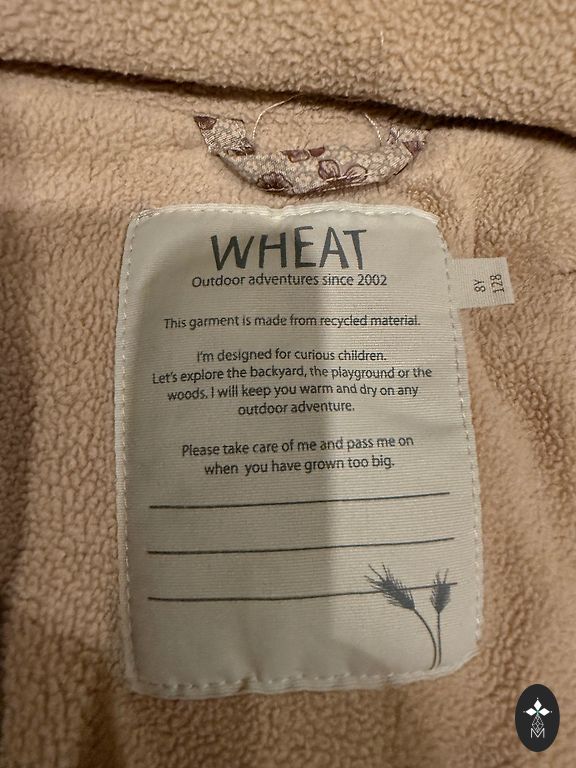 WHEAT
Outdoor adventures since 2002
8Y
128
This garment is made from recycled material.
I'm designed for curious children.
Let's explore the backyard, the playground or the
woods. I will keep you warm and dry on any
outdoor adventure.
Please take care of me and pass me on
when you have grown too big.
M